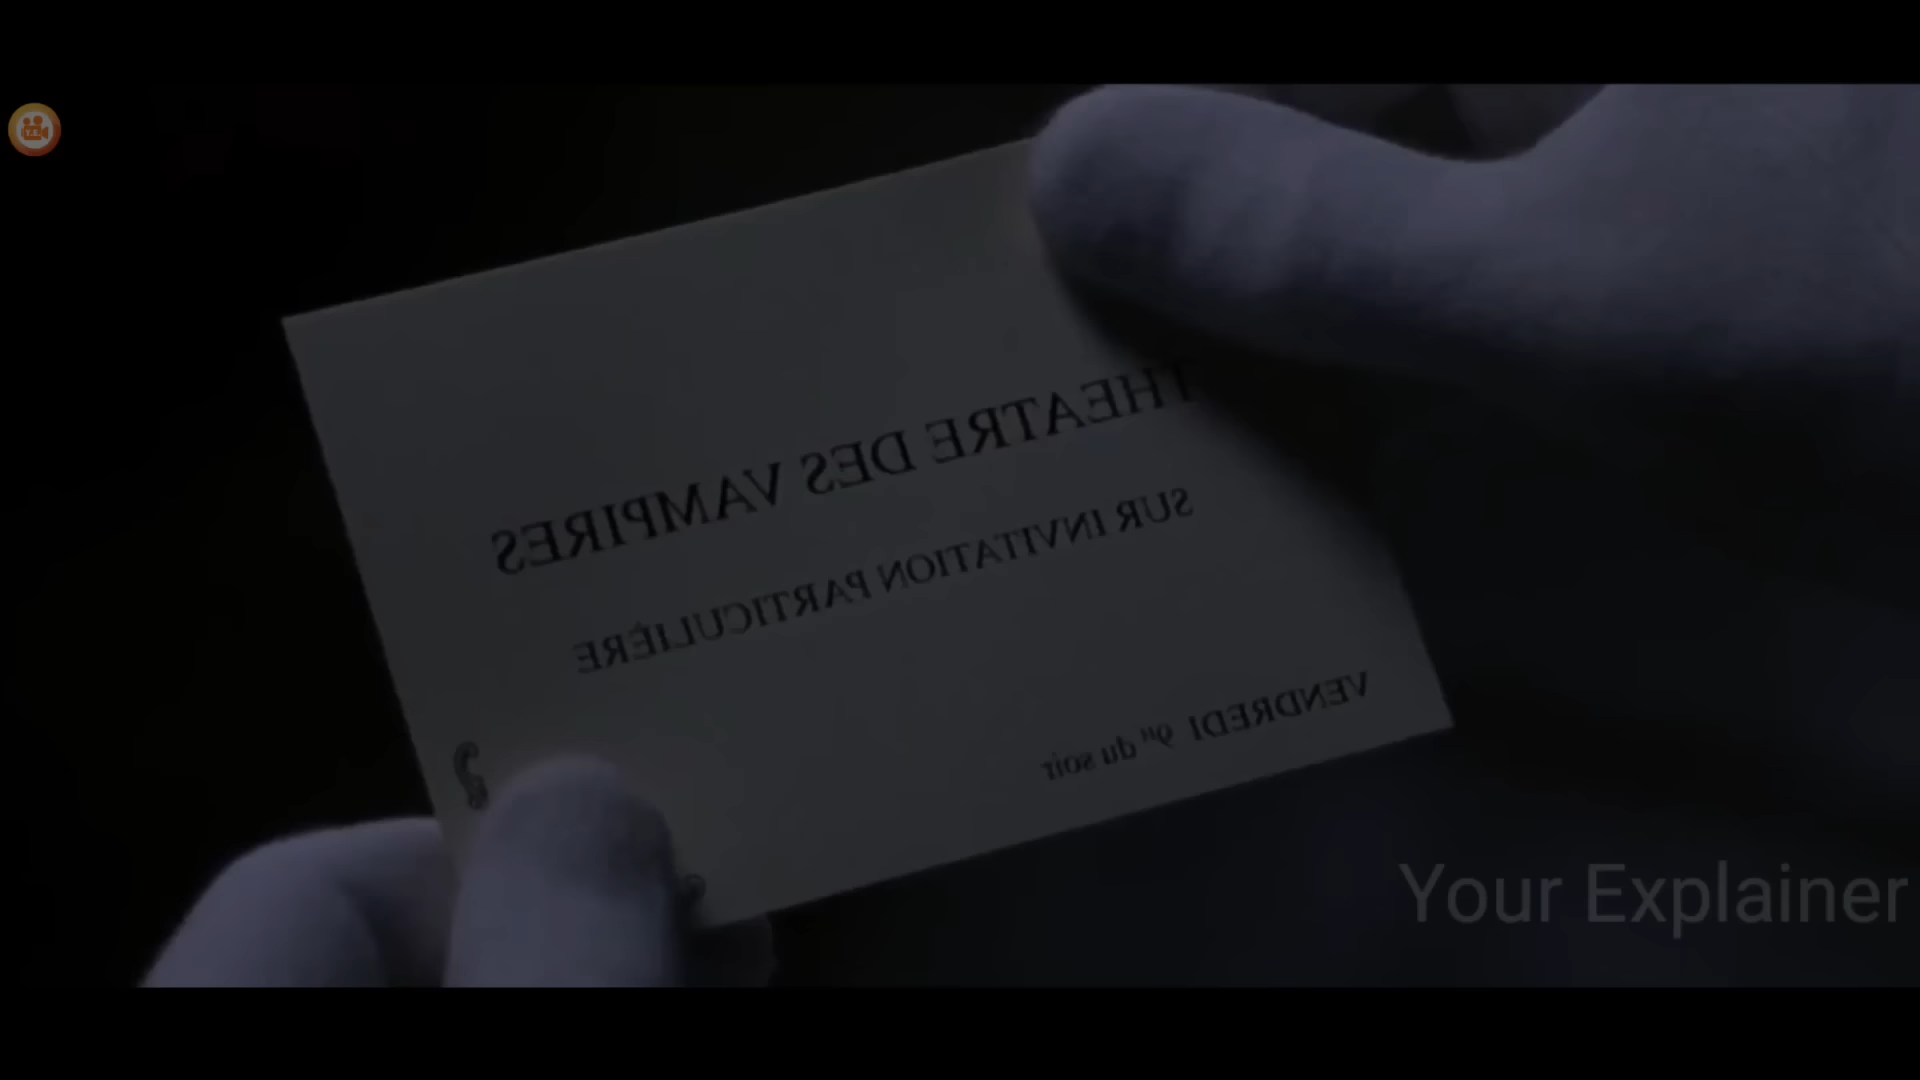 THEATRE DES VAMPIRES
SUR INVITATION PARTICULIÈRE
VENDREDI 9ᴴ du soir
Your Explainer